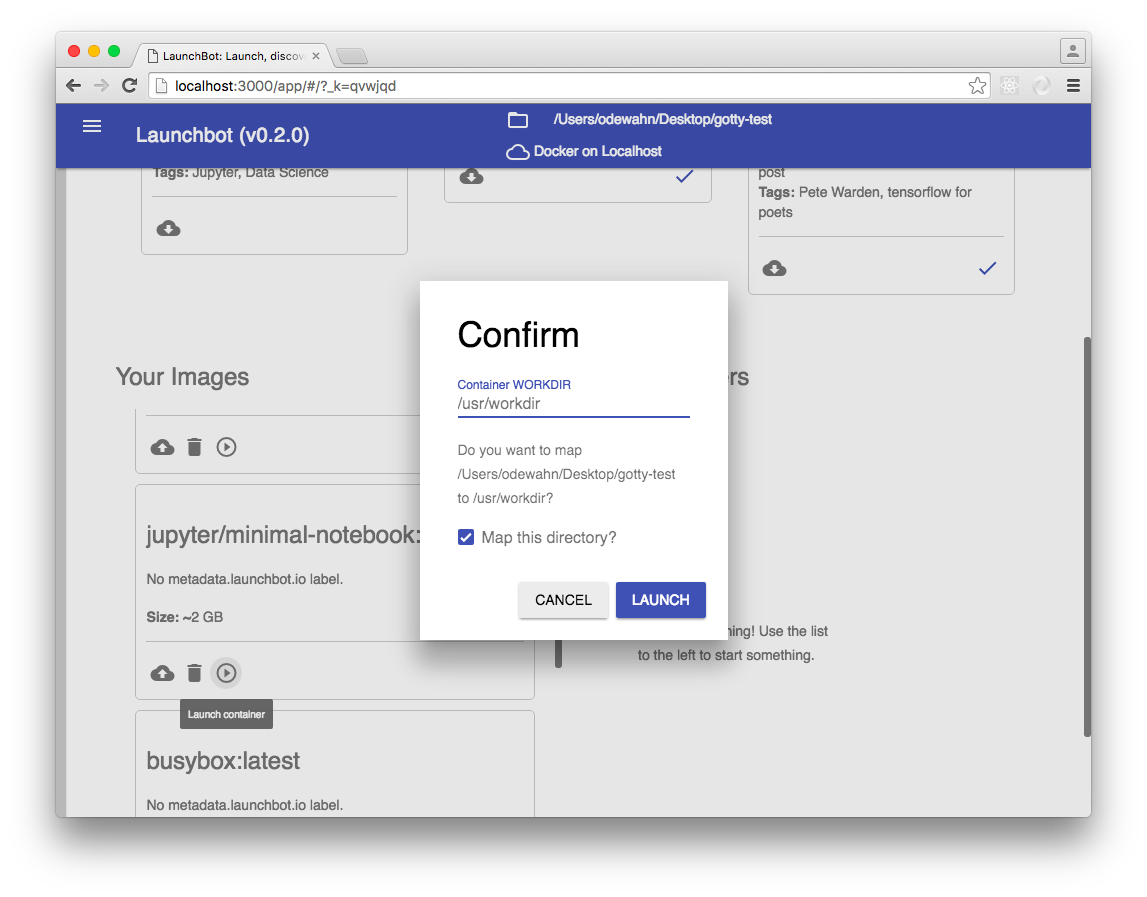 LaunchBot: Launch, discov
localhost:3000/app/#/?_k=qvwjqd
Launchbot (v0.2.0)
/Users/odewahn/Desktop/gotty-test
Docker on Localhost
Tags: Jupyter, Data Science
post
Tags: Pete Warden, tensorflow for
poets
Confirm
Container WORKDIR
/usr/workdir
Do you want to map
/Users/odewahn/Desktop/gotty-test
to /usr/workdir?
Map this directory?
CANCEL
LAUNCH
Your Images
ers
jupyter/minimal-notebook:
No metadata.launchbot.io label.
Size: ~2 GB
Launch container
busybox:latest
No metadata.launchbot.io label.
ning! Use the list
to the left to start something.